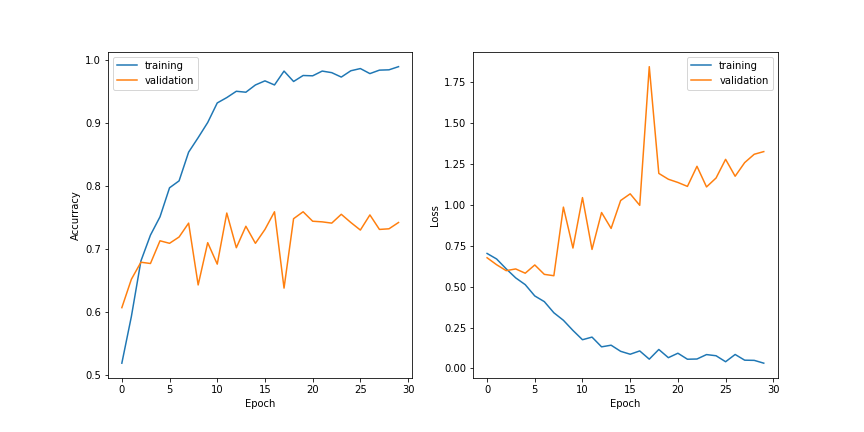 1.0
0.9
0.8
0.7
0.6
0.5
Accurracy
0 5 10 15 20 25 30
Epoch
training
validation
1.75
1.50
1.25
1.00
0.75
0.50
0.25
0.00
Loss
0 5 10 15 20 25 30
Epoch
training
validation